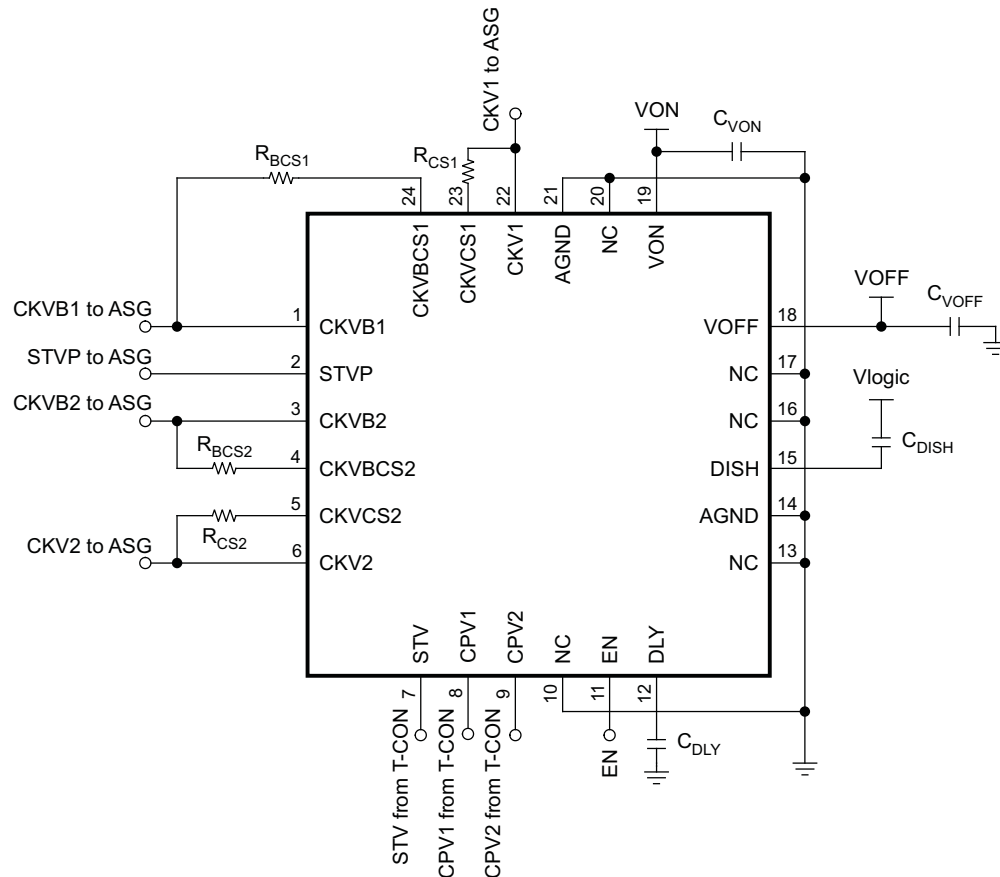 CKV1 to ASG
VON
C_VON
R_BCS1
R_CS1
24
23
22
21
20
19
CKVBCS1
CKVCS1
CKV1
AGND
NC
VON
CKVB1 to ASG
1
CKVB1
STVP to ASG
2
STVP
CKVB2 to ASG
3
CKVB2
R_BCS2
4
CKVBCS2
5
CKVCS2
R_CS2
CKV2 to ASG
6
CKV2
VOFF
C_VOFF
VOFF
18
NC
17
Vlogic
NC
16
C_DISH
DISH
15
AGND
14
NC
13
STV
CPV1
CPV2
NC
EN
DLY
7
8
9
10
11
12
STV from T-CON
CPV1 from T-CON
CPV2 from T-CON
EN
C_DLY